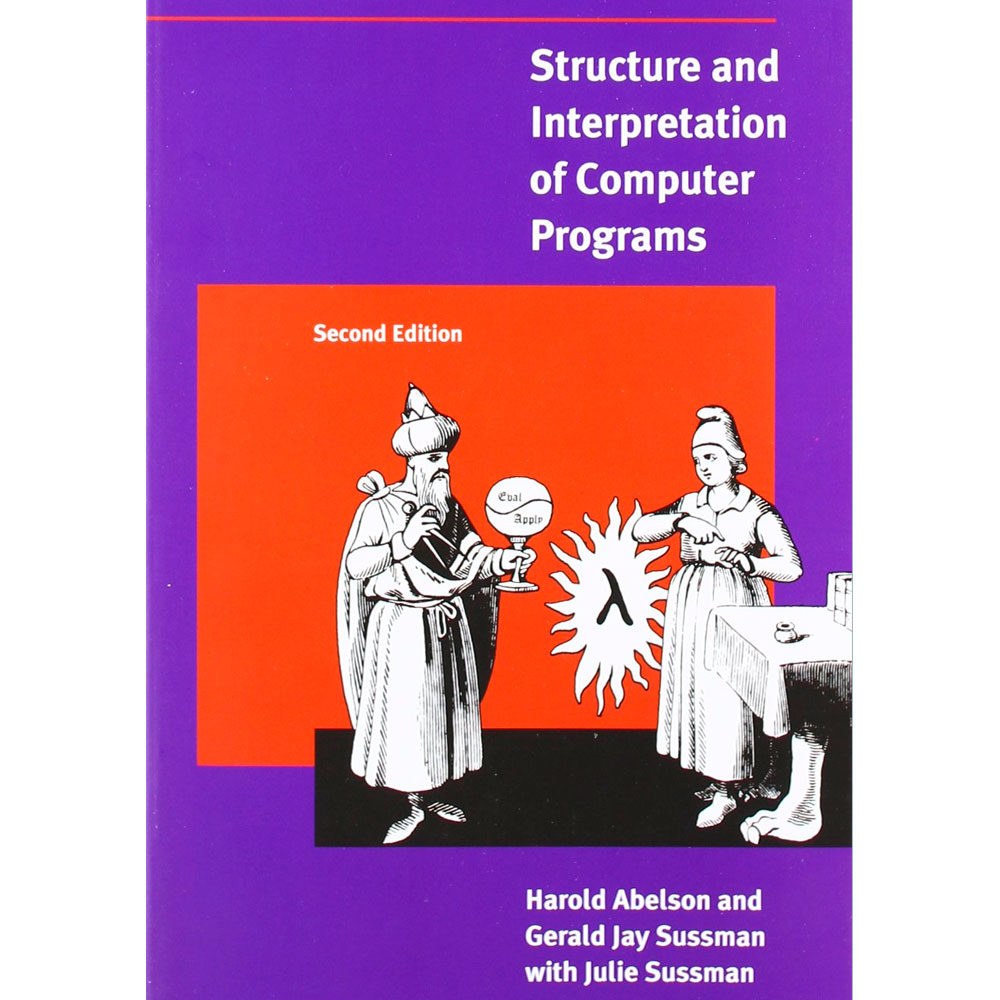 Structure and
Interpretation
of Computer
Programs
Second Edition
Eval
Apply
λ
Harold Abelson and
Gerald Jay Sussman
with Julie Sussman